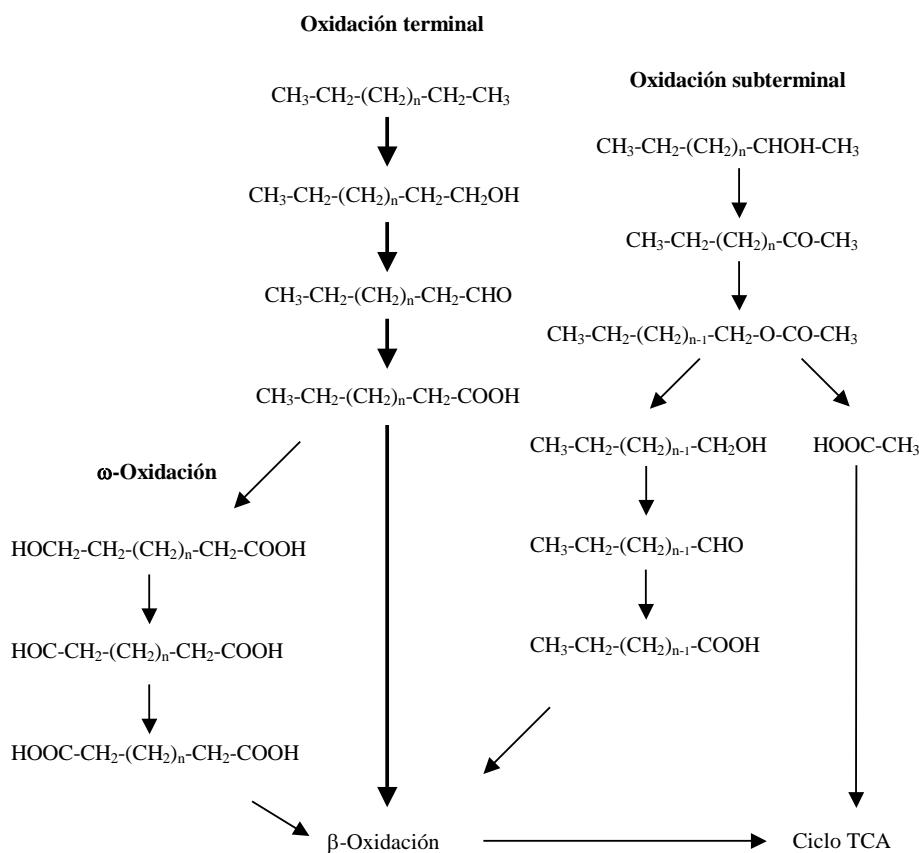 Oxidación terminal
CH₃-CH₂-(CH₂)ₙ-CH₂-CH₃
CH₃-CH₂-(CH₂)ₙ-CH₂-CH₂OH
CH₃-CH₂-(CH₂)ₙ-CH₂-CHO
CH₃-CH₂-(CH₂)ₙ-CH₂-COOH
Oxidación subterminal
CH₃-CH₂-(CH₂)ₙ-CHOH-CH₃
CH₃-CH₂-(CH₂)ₙ-CO-CH₃
CH₃-CH₂-(CH₂)ₙ₋₁-CH₂-O-CO-CH₃
CH₃-CH₂-(CH₂)ₙ₋₁-CH₂OH
HOOC-CH₃
CH₃-CH₂-(CH₂)ₙ₋₁-CHO
CH₃-CH₂-(CH₂)ₙ₋₁-COOH
ω-Oxidación
HOCH₂-CH₂-(CH₂)ₙ-CH₂-COOH
HOC-CH₂-(CH₂)ₙ-CH₂-COOH
HOOC-CH₂-(CH₂)ₙ-CH₂-COOH
β-Oxidación
Ciclo TCA